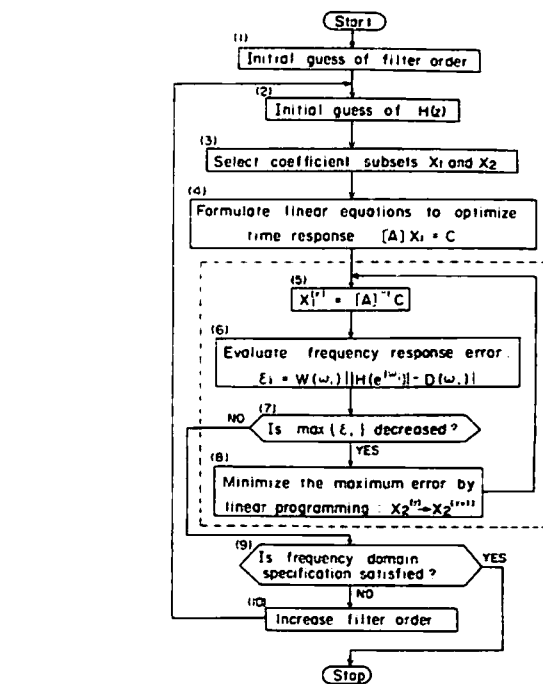 Start
(1)
Initial guess of filter order
(2)
Initial guess of H(z)
(3)
Select coefficient subsets X1 and X2
(4)
Formulate linear equations to optimize
time response [A] X1 = C
(5)
X1^(r) = [A]^-1 C
(6)
Evaluate frequency response error.
εi = W(ωi)||H(e^jωi)|-D(ωi)|
(7)
NO
Is max{εi} decreased?
YES
(8)
Minimize the maximum error by
linear programming : X2^(r)→X2^(r+1)
(9)
Is frequency domain
specification satisfied?
YES
NO
(10)
Increase filter order
Stop